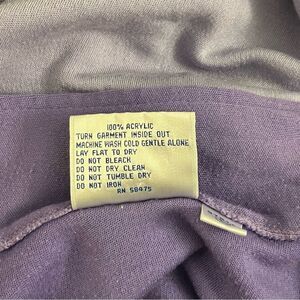 100% ACRYLIC
TURN GARMENT INSIDE OUT
MACHINE WASH COLD GENTLE ALONE
LAY FLAT TO DRY
DO NOT BLEACH
DO NOT DRY CLEAN
DO NOT TUMBLE DRY
DO NOT IRON
RN 58475